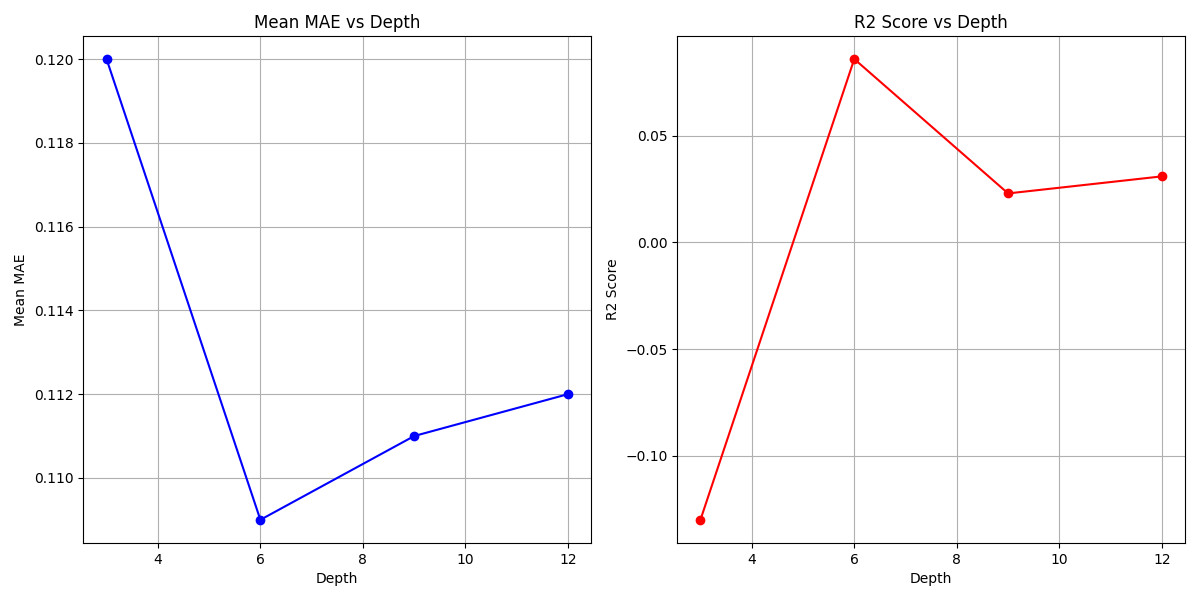 Mean MAE vs Depth
Mean MAE
0.120
0.118
0.116
0.114
0.112
0.110
4 6 8 10 12
Depth
R2 Score vs Depth
R2 Score
0.05
0.00
−0.05
−0.10
4 6 8 10 12
Depth